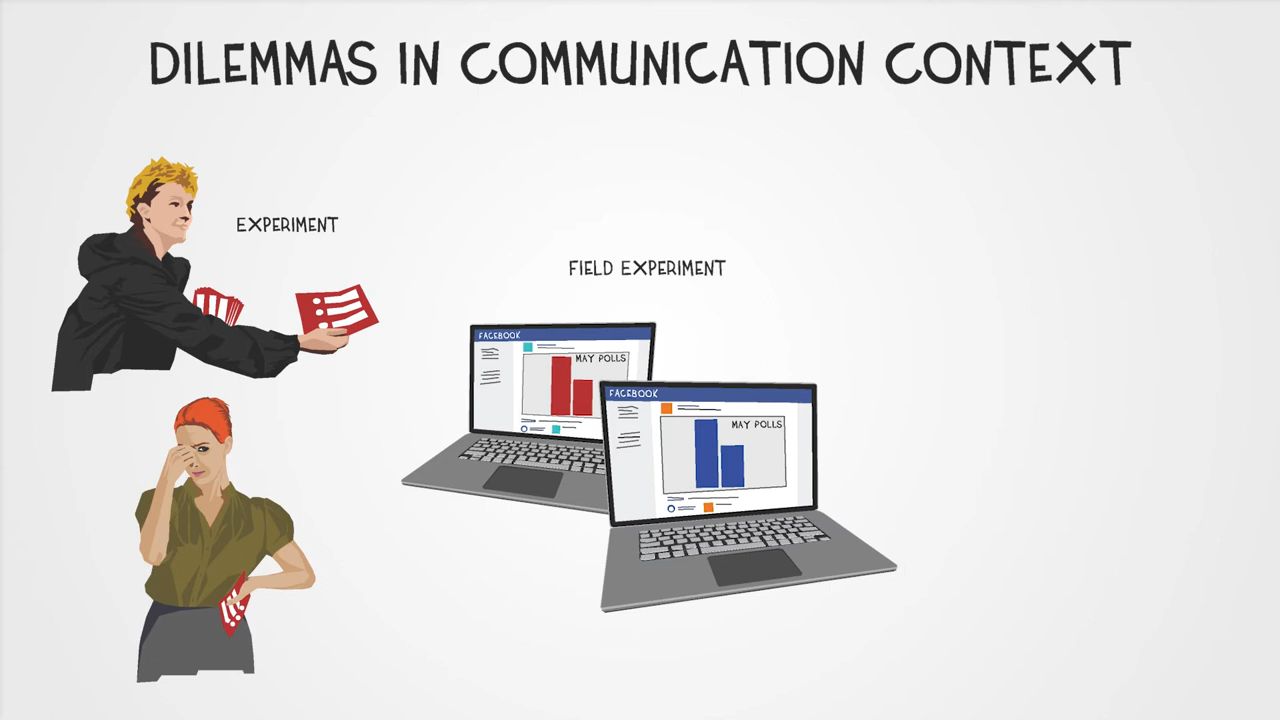 DILEMMAS IN COMMUNICATION CONTEXT
EXPERIMENT
FIELD EXPERIMENT
FACEBOOK
MAY POLLS
FACEBOOK
MAY POLLS